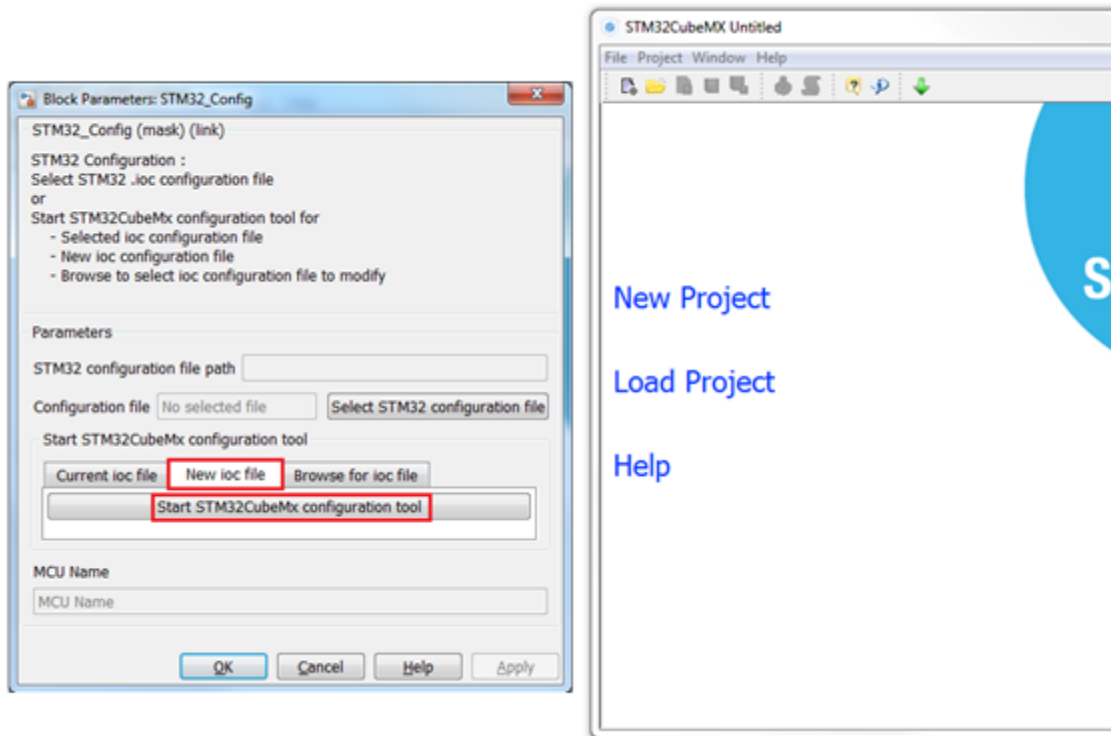 Block Parameters: STM32_Config
STM32_Config (mask) (link)
STM32 Configuration :
Select STM32 .ioc configuration file
or
Start STM32CubeMx configuration tool for
- Selected ioc configuration file
- New ioc configuration file
- Browse to select ioc configuration file to modify
Parameters
STM32 configuration file path
Configuration file No selected file Select STM32 configuration file
Start STM32CubeMx configuration tool
Current ioc file New ioc file Browse for ioc file
Start STM32CubeMx configuration tool
MCU Name
MCU Name
OK Cancel Help Apply
STM32CubeMX Untitled
File Project Window Help
S
New Project
Load Project
Help